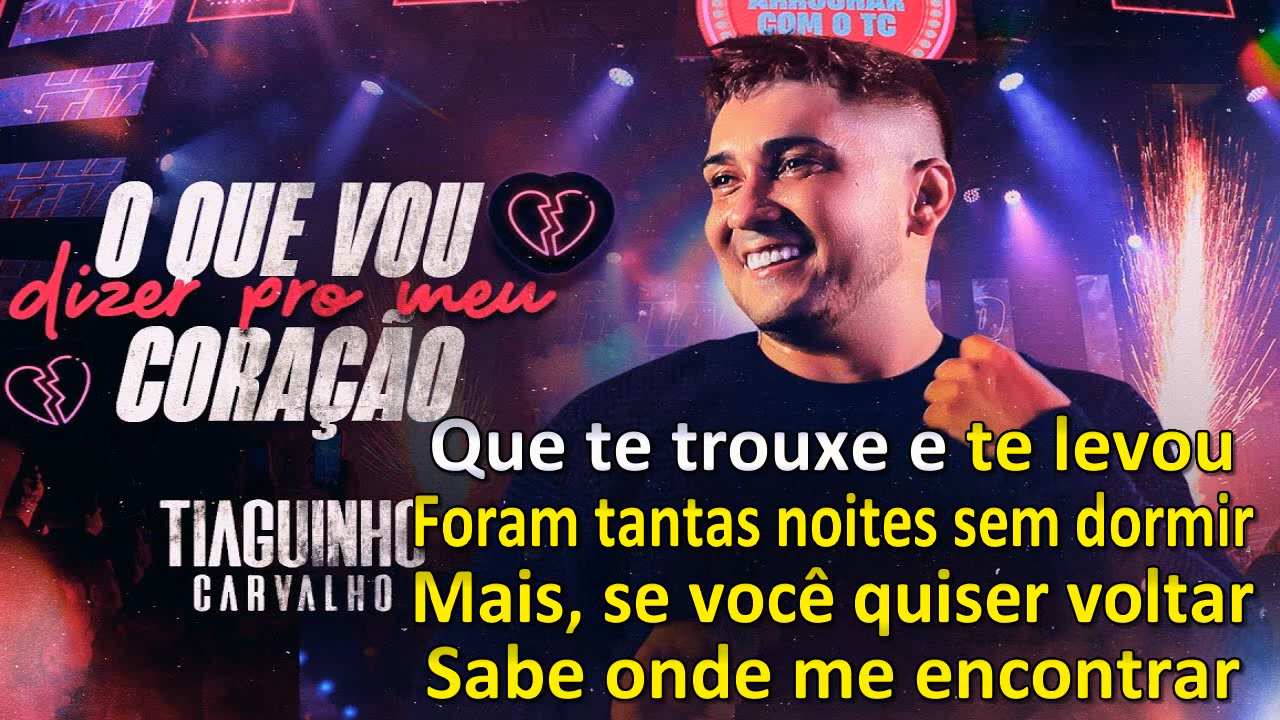 ARROCHAR
COM O TC
O QUE VOU
dizer pro meu
CORAÇÃO
TIAGUINHO
CARVALHO
Que te trouxe e te levou
Foram tantas noites sem dormir
Mais, se você quiser voltar
Sabe onde me encontrar